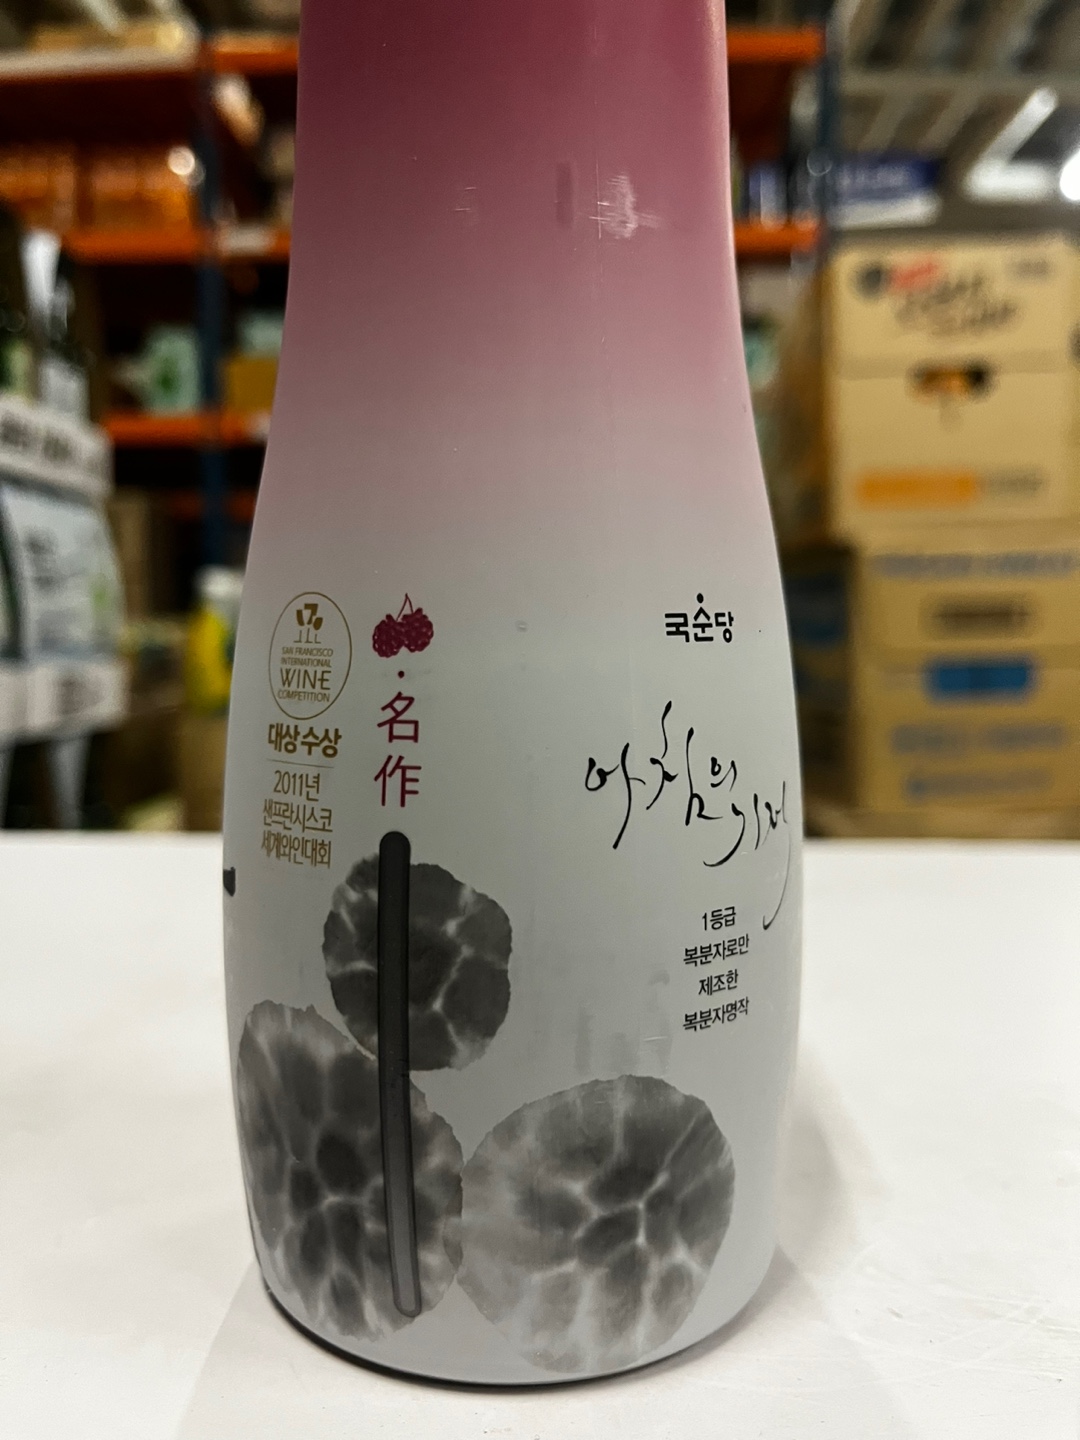 SAN FRANCISCO
INTERNATIONAL
WINE
COMPETITION
대상 수상
2011년
샌프란시스코
세계와인대회
名
作
국순당
아침의
1등급
복분자로만
제조한
복분자명작